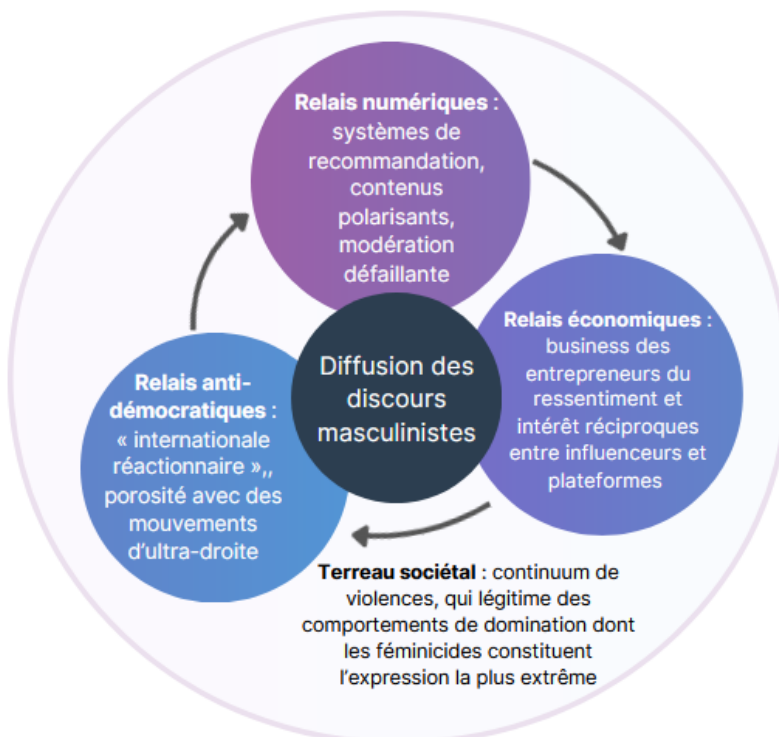 Relais numériques :
systèmes de
recommandation,
contenus
polarisants,
modération
défaillante
Relais économiques :
business des
entrepreneurs du
ressentiment et
intérêt réciproques
entre influenceurs et
plateformes
Diffusion des
discours
masculinistes
Relais anti-
démocratiques :
« internationale
réactionnaire »,,
porosité avec des
mouvements
d’ultra-droite
Terreau sociétal : continuum de
violences, qui légitime des
comportements de domination dont
les féminicides constituent
l’expression la plus extrême